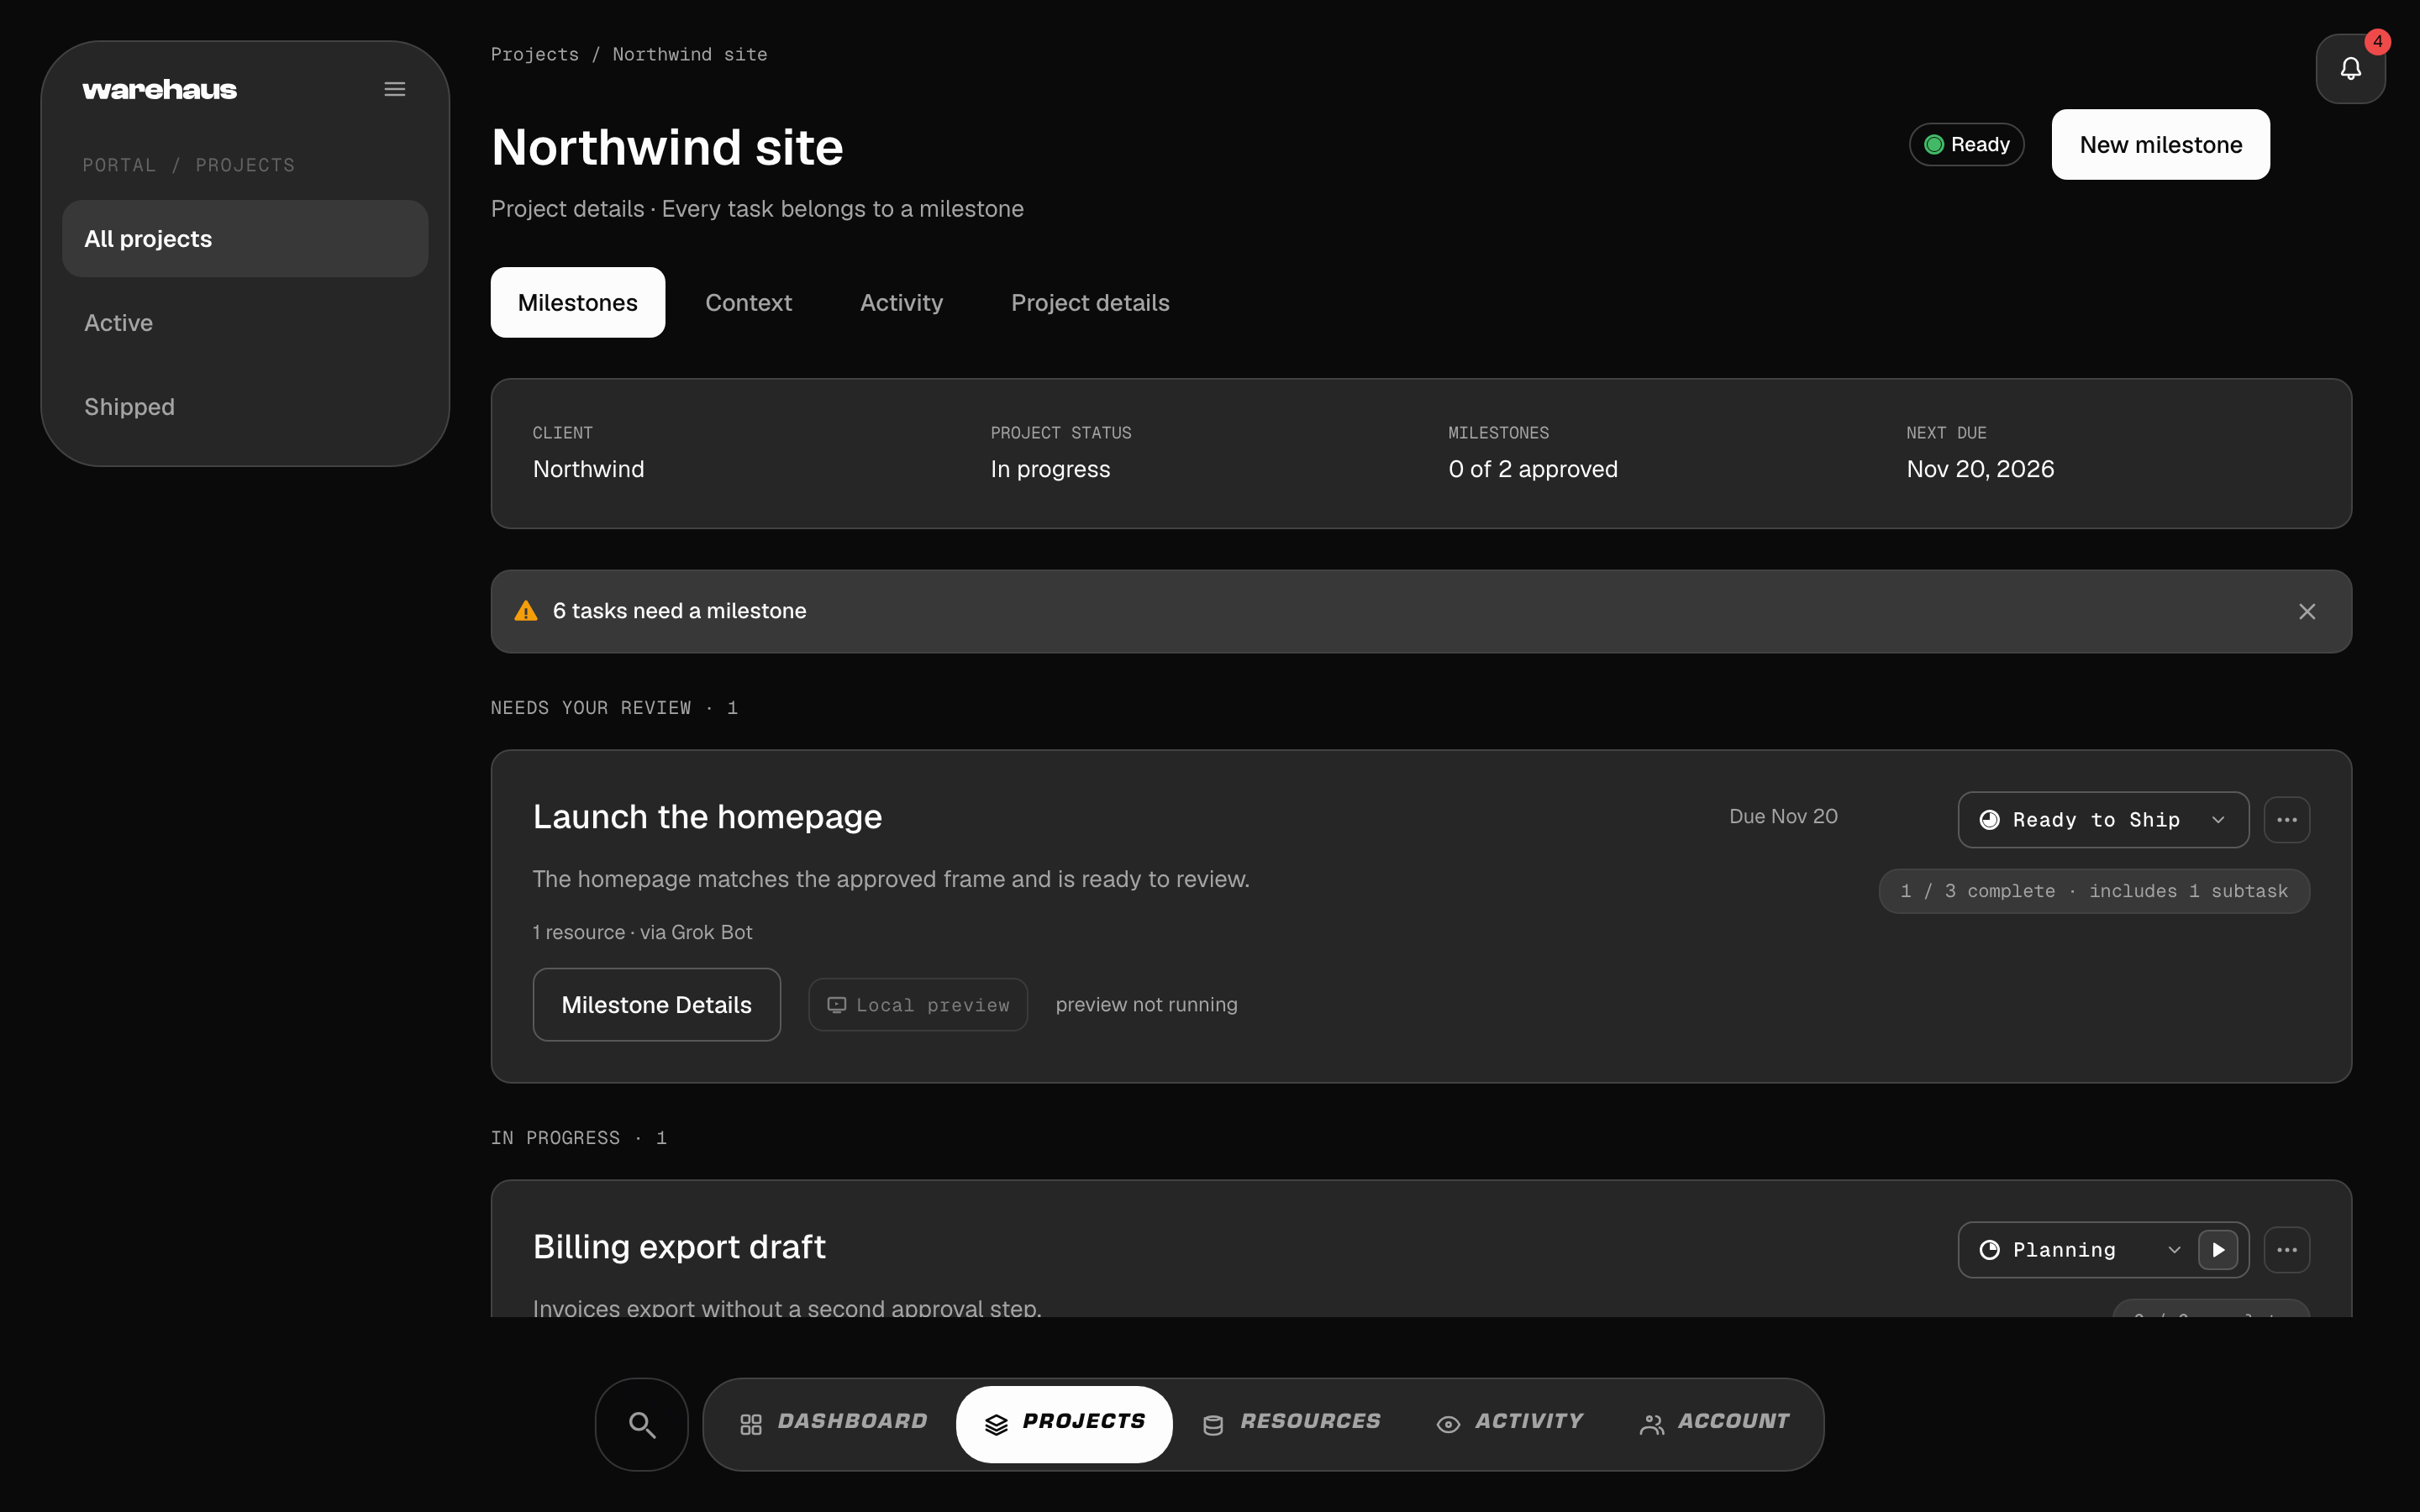 warehaus
PORTAL / PROJECTS
All projects
Active
Shipped
Projects / Northwind site
4
Northwind site
Ready
New milestone
Project details · Every task belongs to a milestone
Milestones
Context
Activity
Project details
CLIENT
Northwind
PROJECT STATUS
In progress
MILESTONES
0 of 2 approved
NEXT DUE
Nov 20, 2026
6 tasks need a milestone
NEEDS YOUR REVIEW · 1
Launch the homepage
Due Nov 20
Ready to Ship
The homepage matches the approved frame and is ready to review.
1 / 3 complete · includes 1 subtask
1 resource · via Grok Bot
Milestone Details
Local preview
preview not running
IN PROGRESS · 1
Billing export draft
Planning
Invoices export without a second approval step.
DASHBOARD
PROJECTS
RESOURCES
ACTIVITY
ACCOUNT